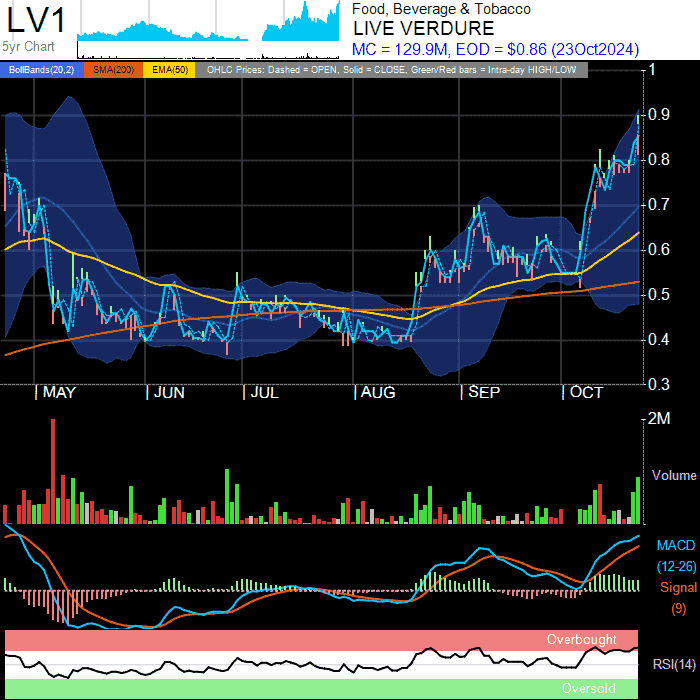 LV1
5yr Chart
Food, Beverage & Tobacco
LIVE VERDURE
MC = 129.9M, EOD = $0.86 (23Oct2024)
BollBands(20,2) SMA(200) EMA(50) OHLC Prices: Dashed = OPEN, Solid = CLOSE, Green/Red bars = Intra-day HIGH/LOW
1
0.9
0.8
0.7
0.6
0.5
0.4
0.3
| MAY | JUN | JUL | AUG | SEP | OCT
2M
Volume
MACD
(12-26)
Signal
(9)
Overbought
RSI(14)
Oversold